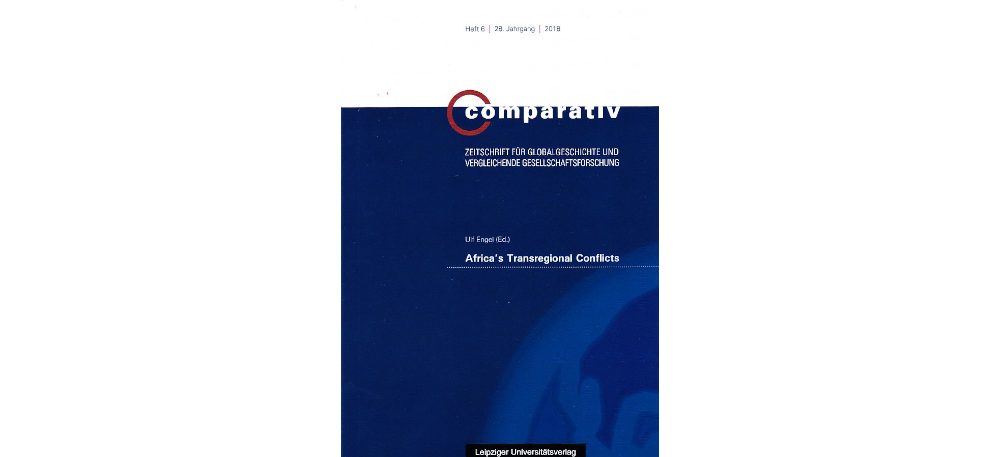 Heft 6 | 28. Jahrgang | 2018
comparativ
ZEITSCHRIFT FÜR GLOBALGESCHICHTE UND
VERGLEICHENDE GESELLSCHAFTSFORSCHUNG
Ulf Engel (Ed.)
Africa's Transregional Conflicts
Leipziger Universitätsverlag